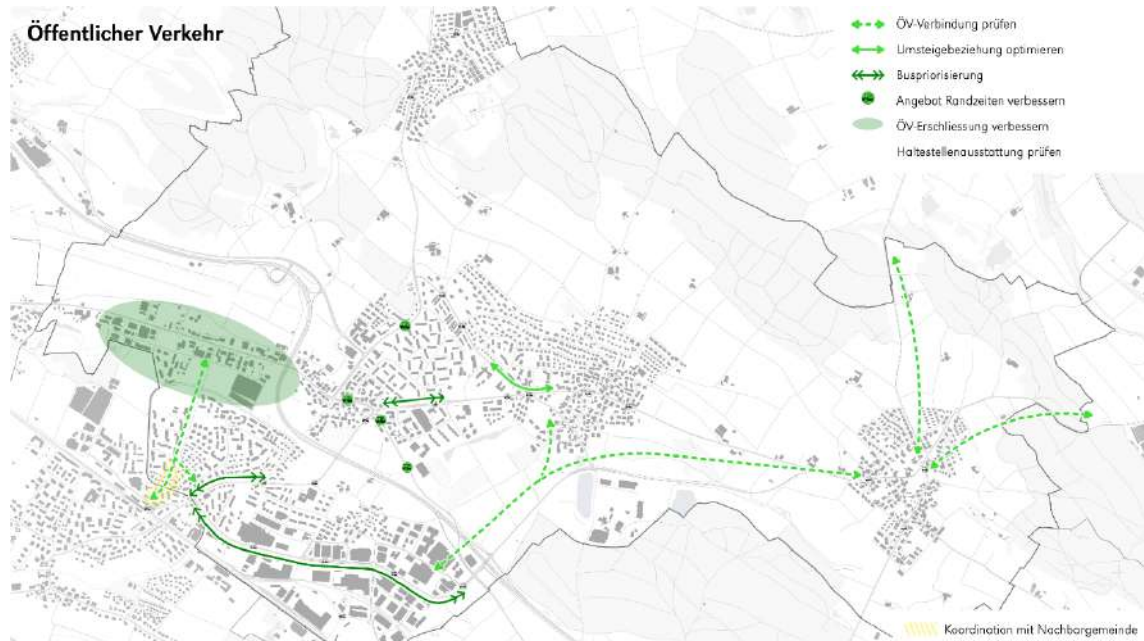 Öffentlicher Verkehr
ÖV-Verbindung prüfen
Umsteigebeziehung optimieren
Buspriorisierung
Angebot Randzeiten verbessern
ÖV-Erschliessung verbessern
Haltestellenausstattung prüfen
Koordination mit Nachbargemeinde